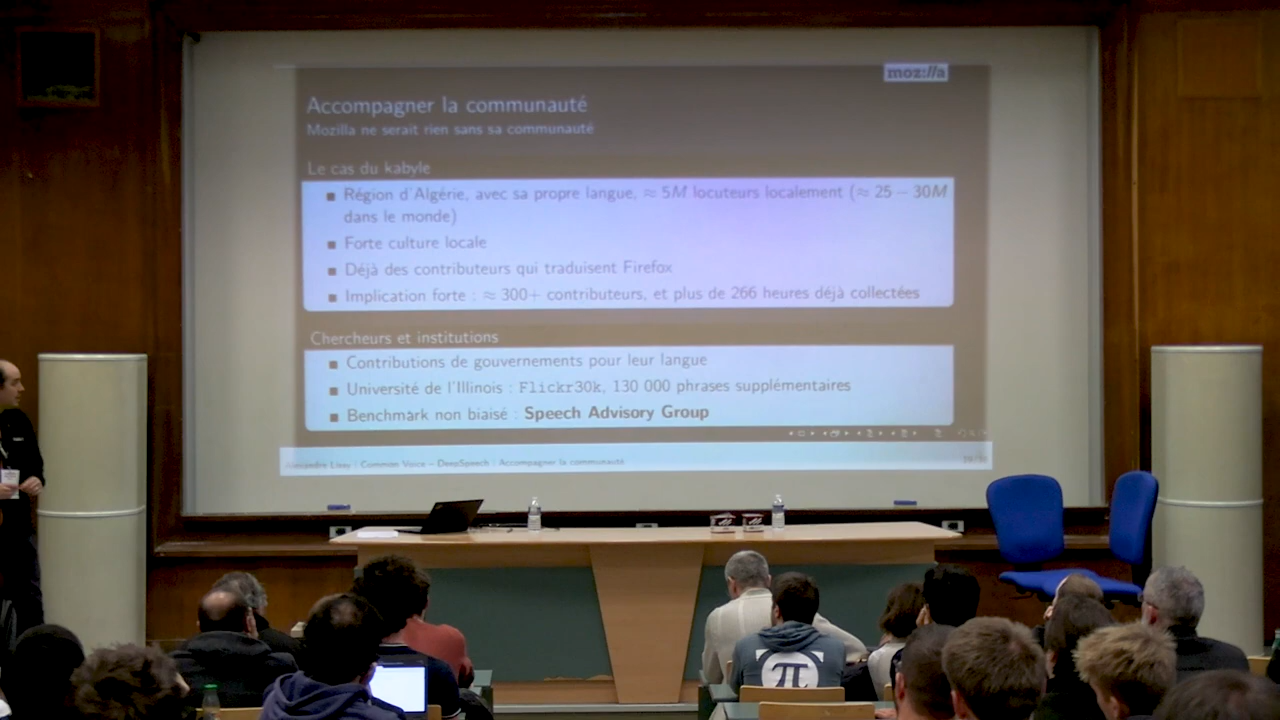 moz://a
Accompagner la communauté
Mozilla ne serait rien sans sa communauté
Le cas du kabyle
Région d'Algérie, avec sa propre langue, ≈ 5M locuteurs localement (≈ 25 − 30M
dans le monde)
Forte culture locale
Déjà des contributeurs qui traduisent Firefox
Implication forte : ≈ 300+ contributeurs, et plus de 266 heures déjà collectées
Chercheurs et institutions
Contributions de gouvernements pour leur langue
Université de l'Illinois : Flickr30k, 130 000 phrases supplémentaires
Benchmark non biaisé : Speech Advisory Group
Alexandre Lissy : Common Voice – DeepSpeech : Accompagner la communauté
π